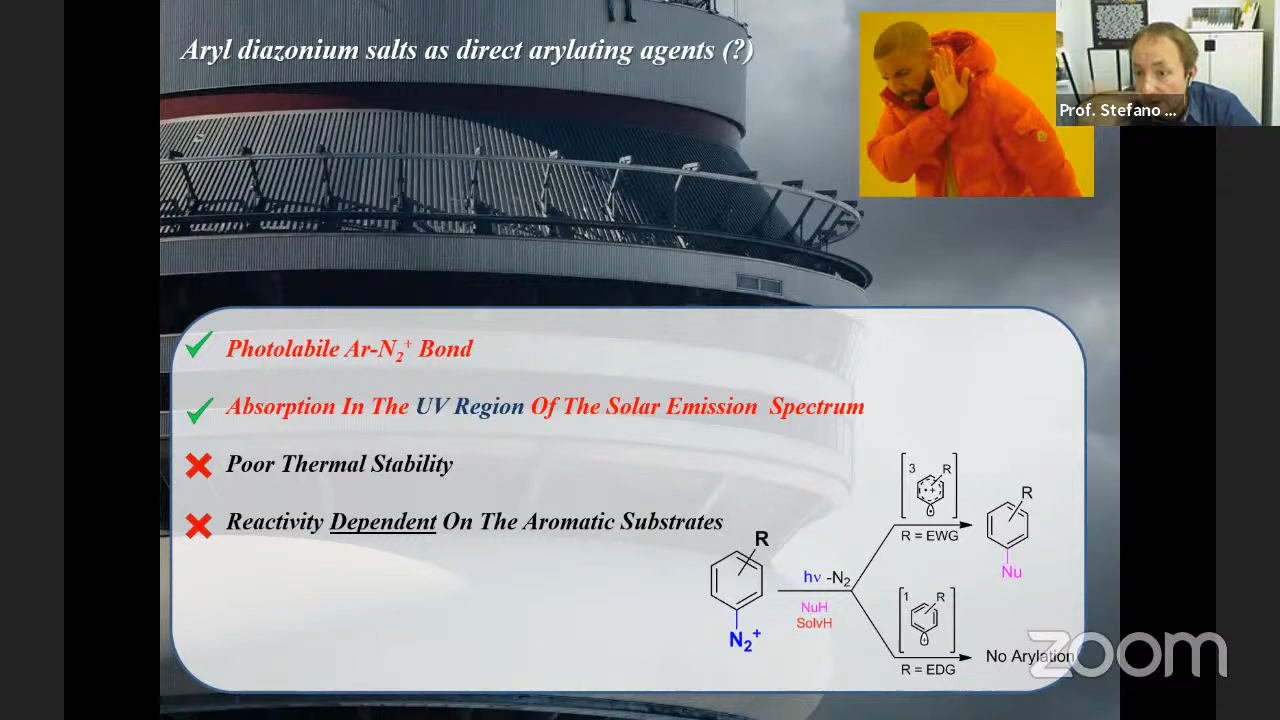 Aryl diazonium salts as direct arylating agents (?)
Prof. Stefano ...
Photolabile Ar-N₂⁺ Bond
Absorption In The UV Region Of The Solar Emission Spectrum
Poor Thermal Stability
Reactivity Dependent On The Aromatic Substrates
R
N₂⁺
hν -N₂
NuH
SolvH
3
R
R = EWG
R
Nu
1
R
R = EDG
No Arylation
zoom